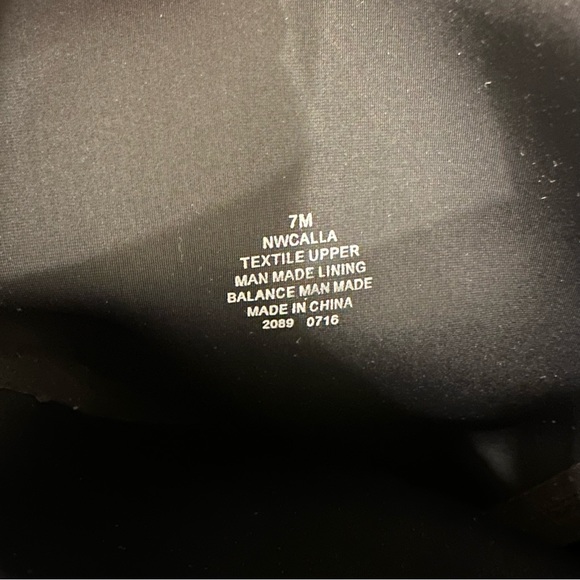 7M
NWCALLA
TEXTILE UPPER
MAN MADE LINING
BALANCE MAN MADE
MADE IN CHINA
2089 0716